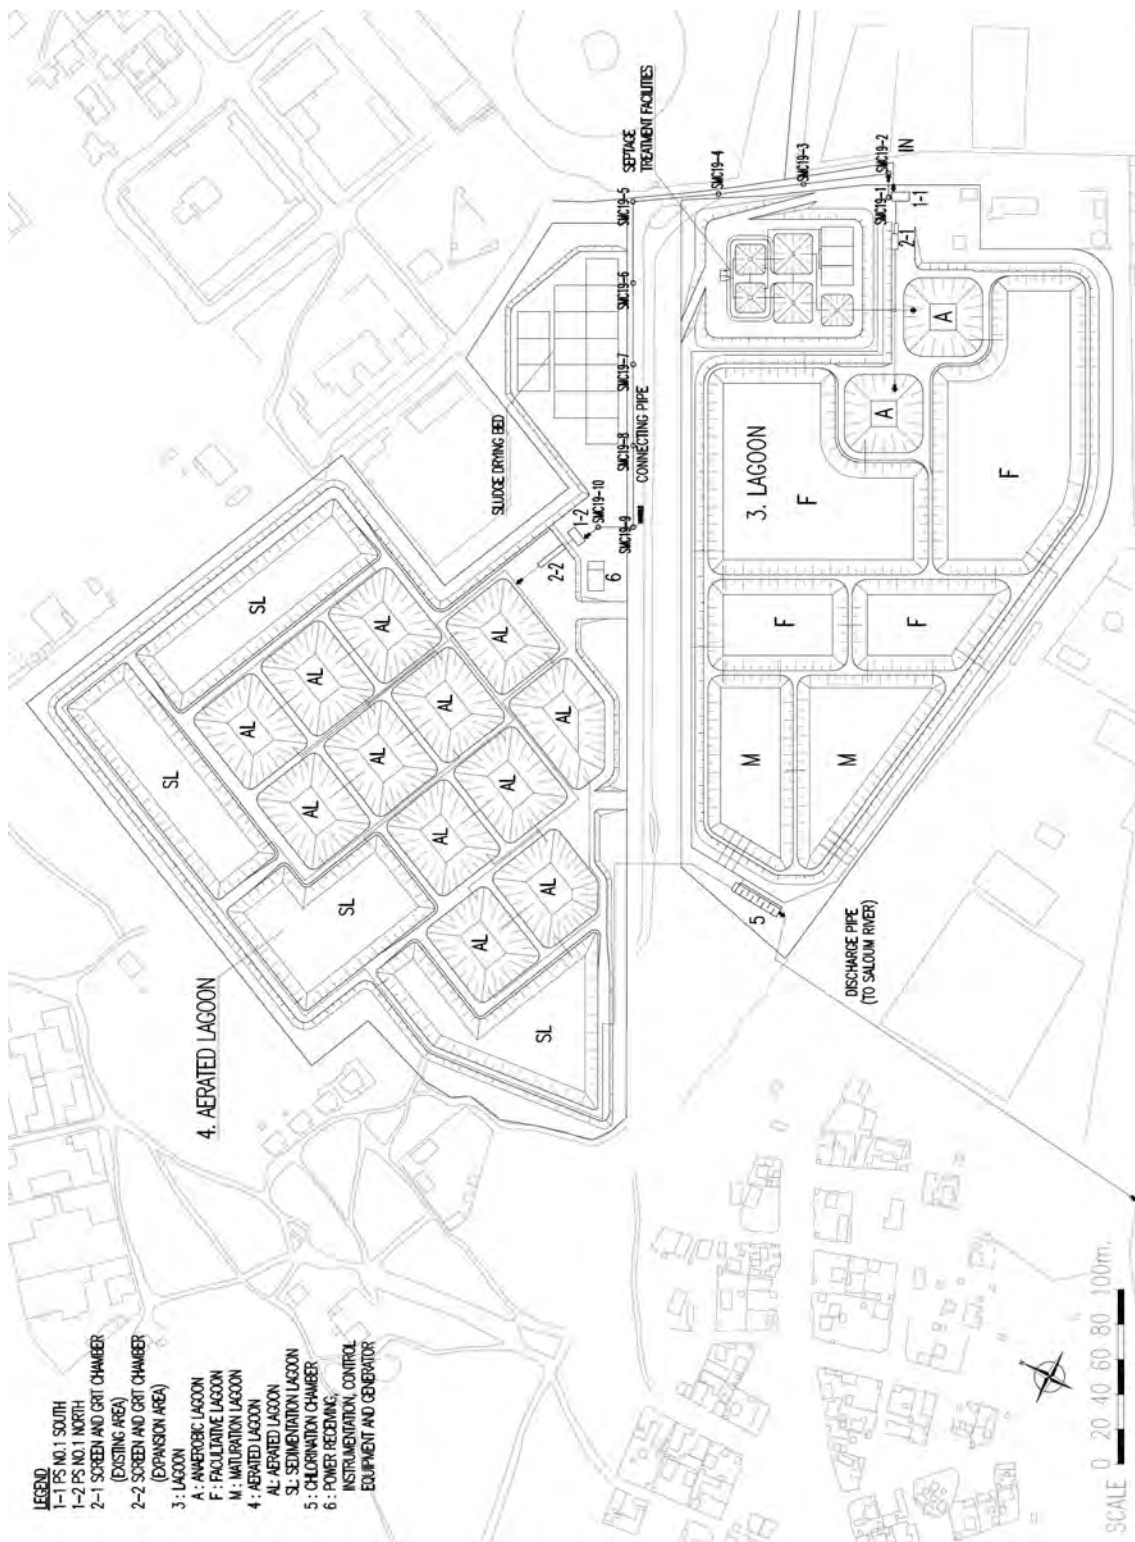 LEGEND
1-1 PS NO.1 SOUTH
1-2 PS NO.1 NORTH
2-1 SCREEN AND GRIT CHAMBER
(EXISTING AREA)
2-2 SCREEN AND GRIT CHAMBER
(EXPANSION AREA)
3 : LAGOON
A : ANAEROBIC LAGOON
F : FACULTATIVE LAGOON
M : MATURATION LAGOON
4 : AERATED LAGOON
AL: AERATED LAGOON
SL: SEDIMENTATION LAGOON
5 : CHLORINATION CHAMBER
6 : POWER RECEIVING,
INSTRUMENTATION, CONTROL
EQUIPMENT AND GENERATOR
4. AERATED LAGOON
SL
SL
SL
SL
AL
AL
AL
AL
AL
AL
AL
AL
AL
AL
AL
AL
SLUDGE DRYING BED
2-2
1-2
6
SMC19-10
SMC19-9
SMC19-8
SMC19-7
SMC19-6
SMC19-5
CONNECTING PIPE
SEPTAGE
TREATMENT FACILITIES
SMC19-4
SMC19-3
SMC19-2
SMC19-1
IN
1-1
2-1
3. LAGOON
A
A
F
F
F
F
M
M
5
DISCHARGE PIPE
(TO SALOUM RIVER)
SCALE 0 20 40 60 80 100m.